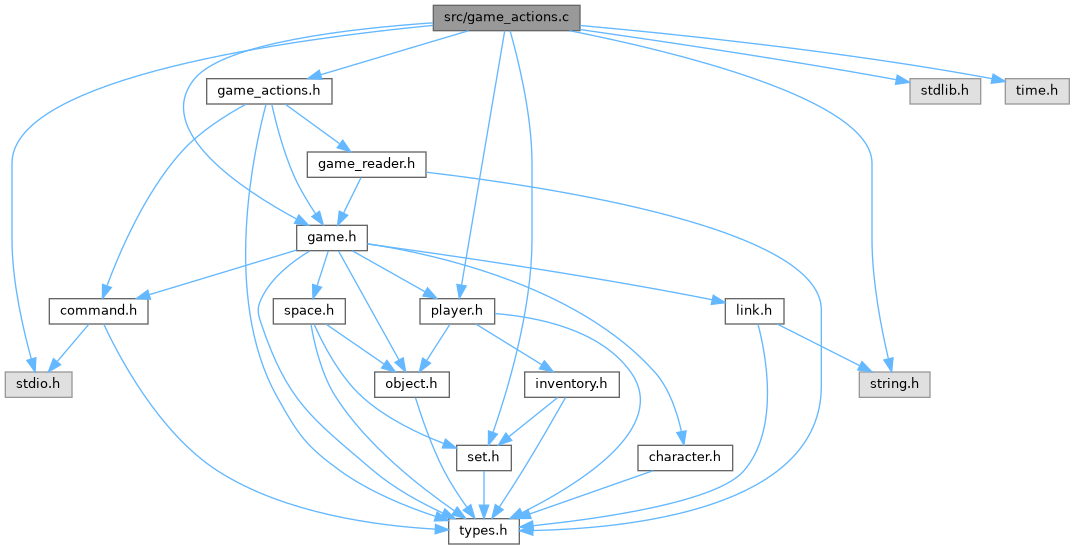 src/game_actions.c
game_actions.h
stdlib.h
time.h
game_reader.h
game.h
command.h
space.h
player.h
link.h
stdio.h
object.h
inventory.h
string.h
set.h
character.h
types.h